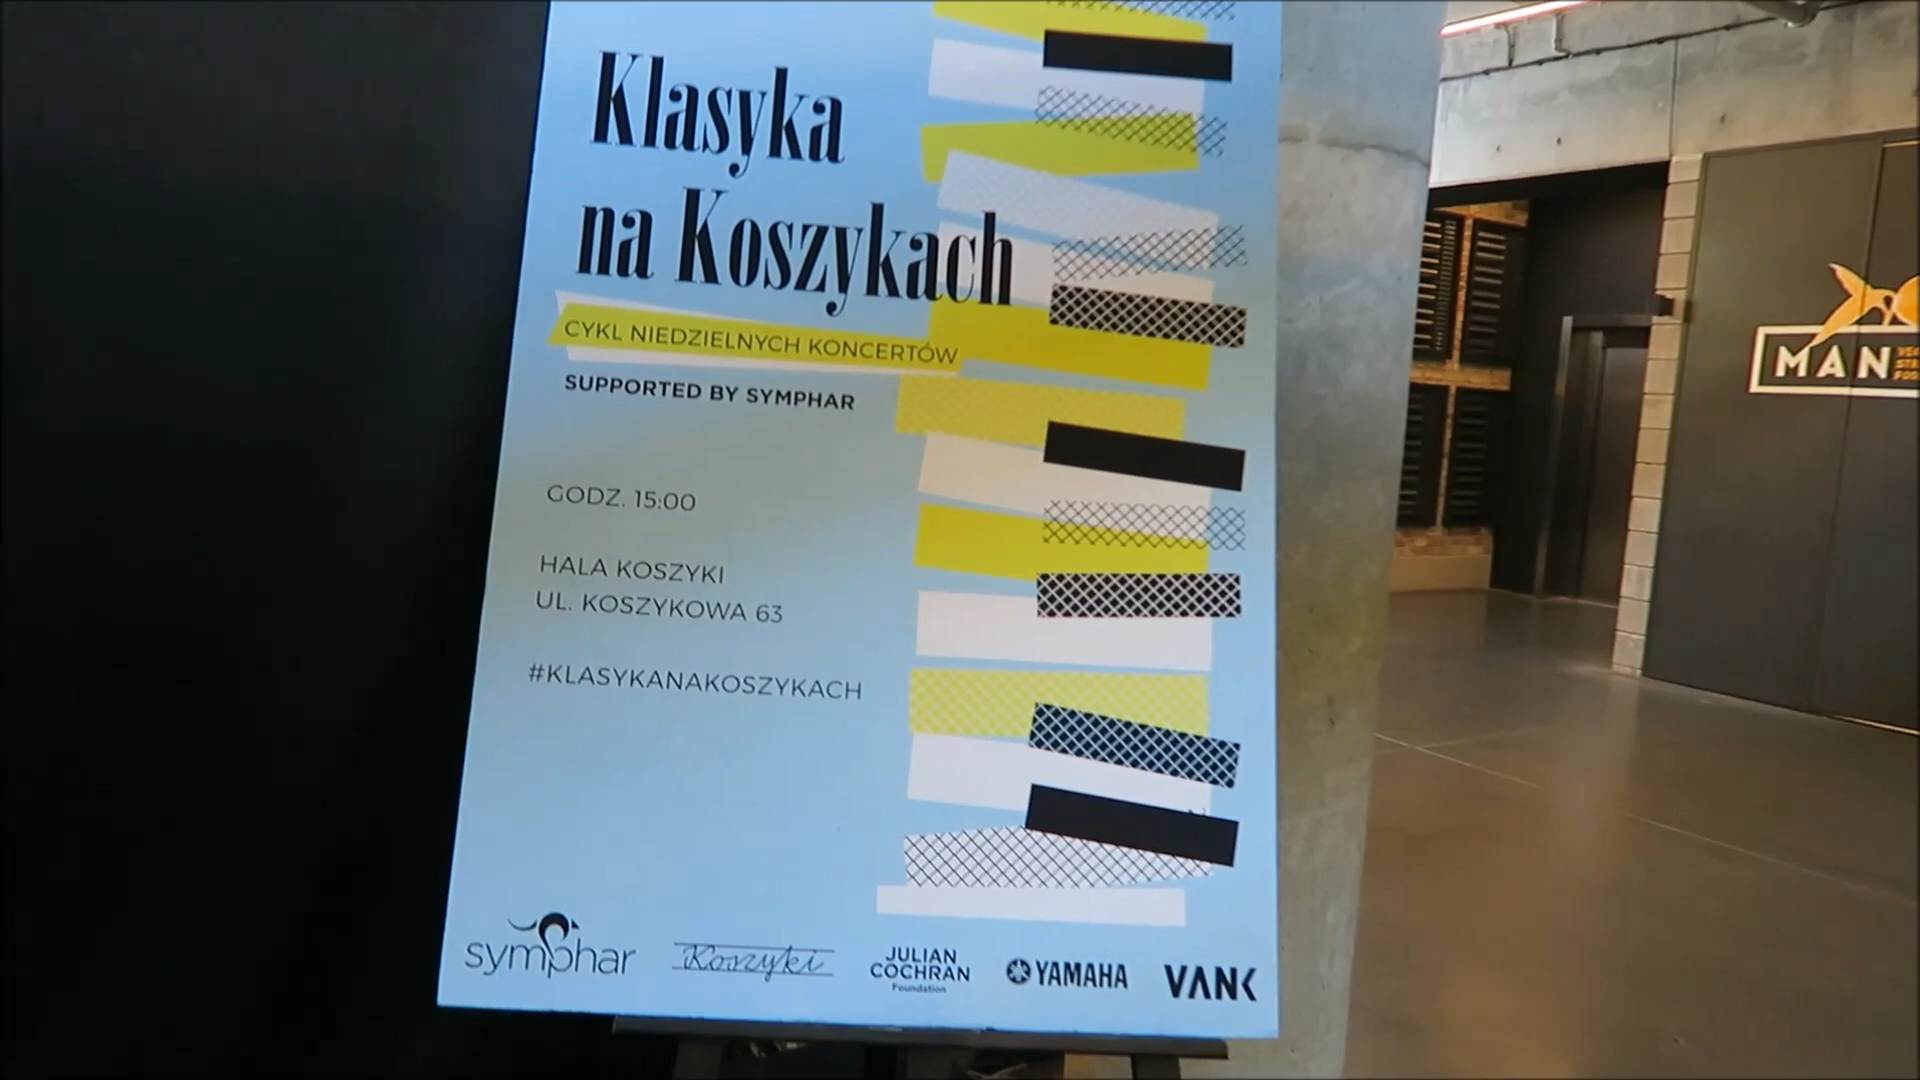 Klasyka
na Koszykach
CYKL NIEDZIELNYCH KONCERTÓW
SUPPORTED BY SYMPHAR
GODZ. 15:00
HALA KOSZYKI
UL. KOSZYKOWA 63
#KLASYKANAKOSZYKACH
symphar
Koszyki
JULIAN
COCHRAN
Foundation
YAMAHA
VANK
MAN